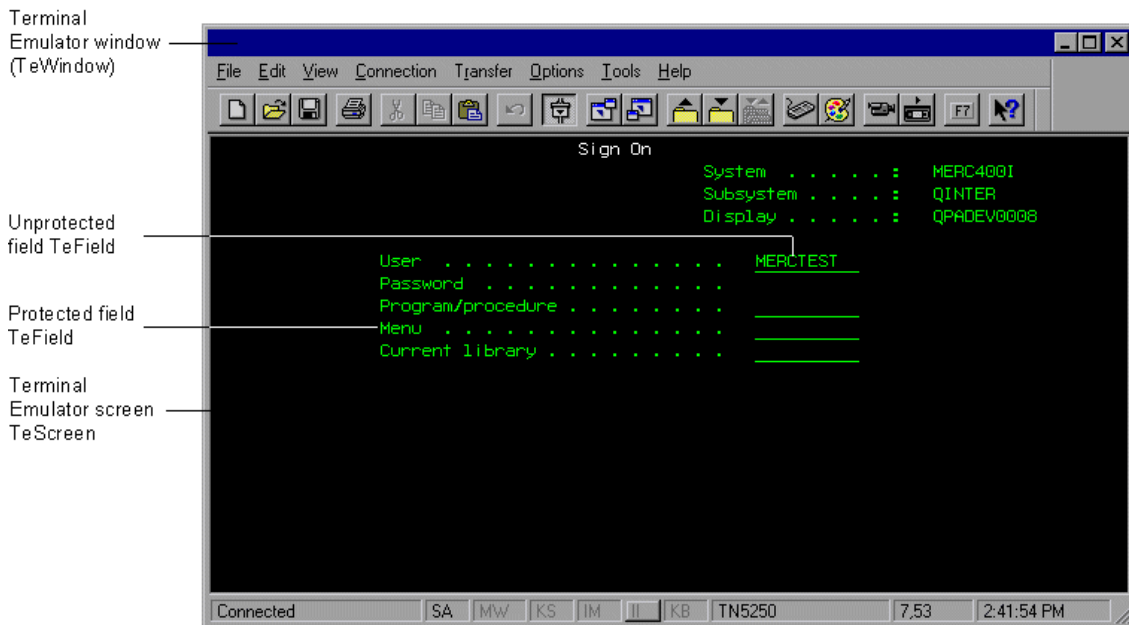 Terminal
Emulator window
(TeWindow)
File Edit View Connection Transfer Options Tools Help
F7
Sign On
System . . . . . : MERC400I
Subsystem . . . . : QINTER
Display . . . . . : QPADEV0008
Unprotected
field TeField
User . . . . . . . . . . . . . . MERCTEST
Password . . . . . . . . . . . .
Program/procedure . . . . . . . .
Protected field
TeField
Menu . . . . . . . . . . . . . .
Current library . . . . . . . . .
Terminal
Emulator screen
TeScreen
Connected SA MW KS IM II KB TN5250 7,53 2:41:54 PM